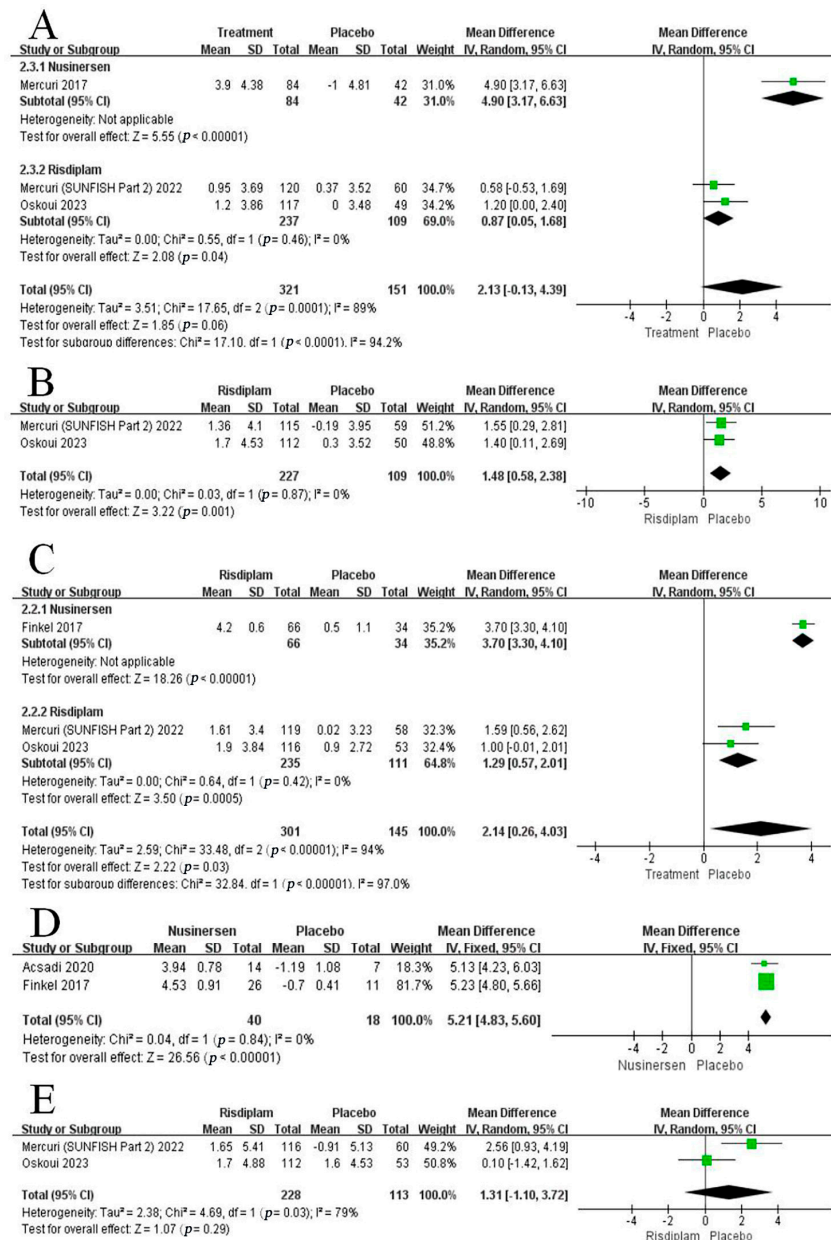 A
Treatment Placebo Mean Difference Mean Difference
Study or Subgroup Mean SD Total Mean SD Total Weight IV, Random, 95% CI IV, Random, 95% CI
2.3.1 Nusinersen
Mercuri 2017 3.9 4.38 84 -1 4.81 42 31.0% 4.90 [3.17, 6.63]
Subtotal (95% CI) 84 42 31.0% 4.90 [3.17, 6.63]
Heterogeneity: Not applicable
Test for overall effect: Z = 5.55 (p < 0.00001)
2.3.2 Risdiplam
Mercuri (SUNFISH Part 2) 2022 0.95 3.69 120 0.37 3.52 60 34.7% 0.58 [-0.53, 1.69]
Oskoui 2023 1.2 3.86 117 0 3.48 49 34.2% 1.20 [0.00, 2.40]
Subtotal (95% CI) 237 109 69.0% 0.87 [0.05, 1.68]
Heterogeneity: Tau² = 0.00; Chi² = 0.55, df = 1 (p = 0.46); I² = 0%
Test for overall effect: Z = 2.08 (p = 0.04)
Total (95% CI) 321 151 100.0% 2.13 [-0.13, 4.39]
Heterogeneity: Tau² = 3.51; Chi² = 17.65, df = 2 (p = 0.0001); I² = 89%
Test for overall effect: Z = 1.85 (p = 0.06)
Test for subgroup differences: Chi² = 17.10, df = 1 (p < 0.0001), I² = 94.2%
-4 -2 0 2 4
Treatment Placebo
B
Risdiplam Placebo Mean Difference Mean Difference
Study or Subgroup Mean SD Total Mean SD Total Weight IV, Random, 95% CI IV, Random, 95% CI
Mercuri (SUNFISH Part 2) 2022 1.36 4.1 115 -0.19 3.95 59 51.2% 1.55 [0.29, 2.81]
Oskoui 2023 1.7 4.53 112 0.3 3.52 50 48.8% 1.40 [0.11, 2.69]
Total (95% CI) 227 109 100.0% 1.48 [0.58, 2.38]
Heterogeneity: Tau² = 0.00; Chi² = 0.03, df = 1 (p = 0.87); I² = 0%
Test for overall effect: Z = 3.22 (p = 0.001)
-10 -5 0 5 10
Risdiplam Placebo
C
Risdiplam Placebo Mean Difference Mean Difference
Study or Subgroup Mean SD Total Mean SD Total Weight IV, Random, 95% CI IV, Random, 95% CI
2.2.1 Nusinersen
Finkel 2017 4.2 0.6 66 0.5 1.1 34 35.2% 3.70 [3.30, 4.10]
Subtotal (95% CI) 66 34 35.2% 3.70 [3.30, 4.10]
Heterogeneity: Not applicable
Test for overall effect: Z = 18.26 (p < 0.00001)
2.2.2 Risdiplam
Mercuri (SUNFISH Part 2) 2022 1.61 3.4 119 0.02 3.23 58 32.3% 1.59 [0.56, 2.62]
Oskoui 2023 1.9 3.84 116 0.9 2.72 53 32.4% 1.00 [-0.01, 2.01]
Subtotal (95% CI) 235 111 64.8% 1.29 [0.57, 2.01]
Heterogeneity: Tau² = 0.00; Chi² = 0.64, df = 1 (p = 0.42); I² = 0%
Test for overall effect: Z = 3.50 (p = 0.0005)
Total (95% CI) 301 145 100.0% 2.14 [0.26, 4.03]
Heterogeneity: Tau² = 2.59; Chi² = 33.48, df = 2 (p < 0.00001); I² = 94%
Test for overall effect: Z = 2.22 (p = 0.03)
Test for subgroup differences: Chi² = 32.84, df = 1 (p < 0.00001), I² = 97.0%
-4 -2 0 2 4
Treatment Placebo
D
Nusinersen Placebo Mean Difference Mean Difference
Study or Subgroup Mean SD Total Mean SD Total Weight IV, Fixed, 95% CI IV, Fixed, 95% CI
Acsadi 2020 3.94 0.78 14 -1.19 1.08 7 18.3% 5.13 [4.23, 6.03]
Finkel 2017 4.53 0.91 26 -0.7 0.41 11 81.7% 5.23 [4.80, 5.66]
Total (95% CI) 40 18 100.0% 5.21 [4.83, 5.60]
Heterogeneity: Chi² = 0.04, df = 1 (p = 0.84); I² = 0%
Test for overall effect: Z = 26.56 (p < 0.00001)
-4 -2 0 2 4
Nusinersen Placebo
E
Risdiplam Placebo Mean Difference Mean Difference
Study or Subgroup Mean SD Total Mean SD Total Weight IV, Random, 95% CI IV, Random, 95% CI
Mercuri (SUNFISH Part 2) 2022 1.65 5.41 116 -0.91 5.13 60 49.2% 2.56 [0.93, 4.19]
Oskoui 2023 1.7 4.88 112 1.6 4.53 53 50.8% 0.10 [-1.42, 1.62]
Total (95% CI) 228 113 100.0% 1.31 [-1.10, 3.72]
Heterogeneity: Tau² = 2.38; Chi² = 4.69, df = 1 (p = 0.03); I² = 79%
Test for overall effect: Z = 1.07 (p = 0.29)
-4 -2 0 2 4
Risdiplam Placebo